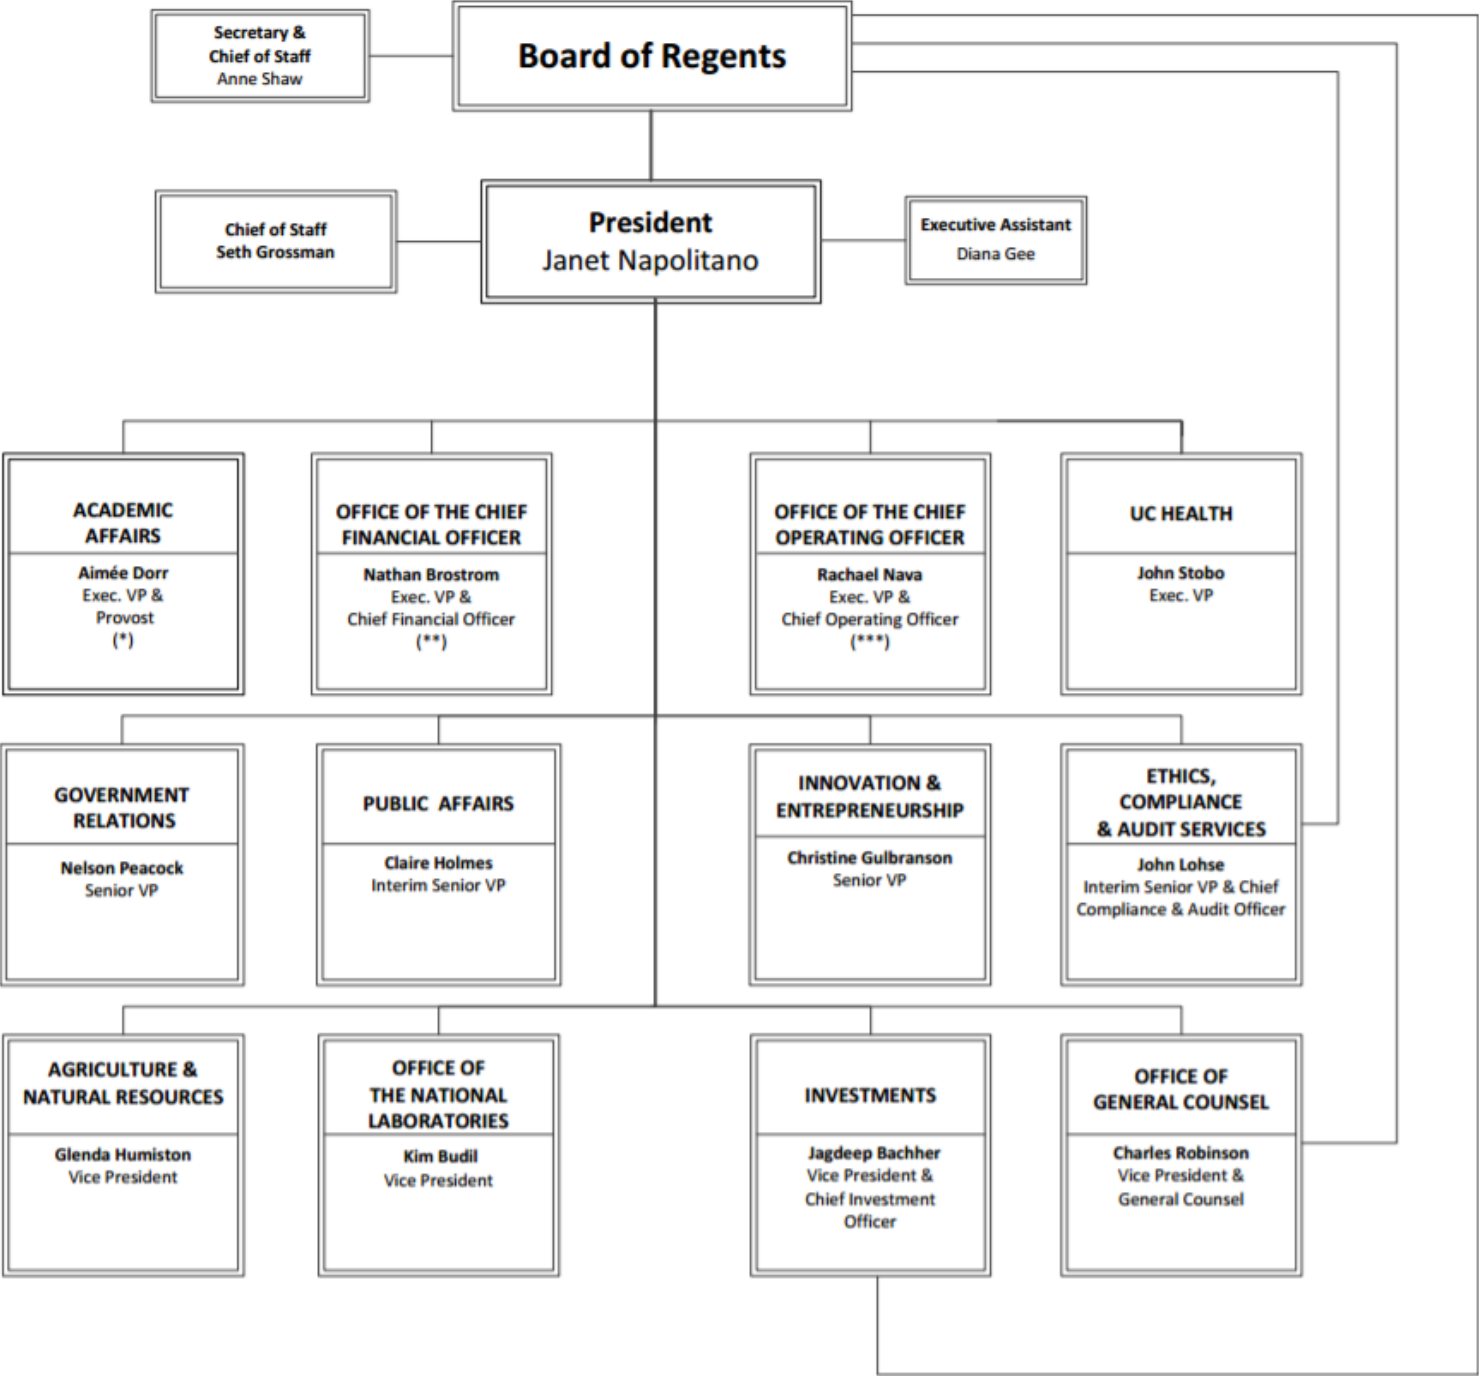 Secretary &
Chief of Staff
Anne Shaw
Board of Regents
Chief of Staff
Seth Grossman
President
Janet Napolitano
Executive Assistant
Diana Gee
ACADEMIC
AFFAIRS
Aimée Dorr
Exec. VP &
Provost
(*)
OFFICE OF THE CHIEF
FINANCIAL OFFICER
Nathan Brostrom
Exec. VP &
Chief Financial Officer
(**)
OFFICE OF THE CHIEF
OPERATING OFFICER
Rachael Nava
Exec. VP &
Chief Operating Officer
(***)
UC HEALTH
John Stobo
Exec. VP
GOVERNMENT
RELATIONS
Nelson Peacock
Senior VP
PUBLIC AFFAIRS
Claire Holmes
Interim Senior VP
INNOVATION &
ENTREPRENEURSHIP
Christine Gulbranson
Senior VP
ETHICS,
COMPLIANCE
& AUDIT SERVICES
John Lohse
Interim Senior VP & Chief
Compliance & Audit Officer
AGRICULTURE &
NATURAL RESOURCES
Glenda Humiston
Vice President
OFFICE OF
THE NATIONAL
LABORATORIES
Kim Budil
Vice President
INVESTMENTS
Jagdeep Bachher
Vice President &
Chief Investment
Officer
OFFICE OF
GENERAL COUNSEL
Charles Robinson
Vice President &
General Counsel